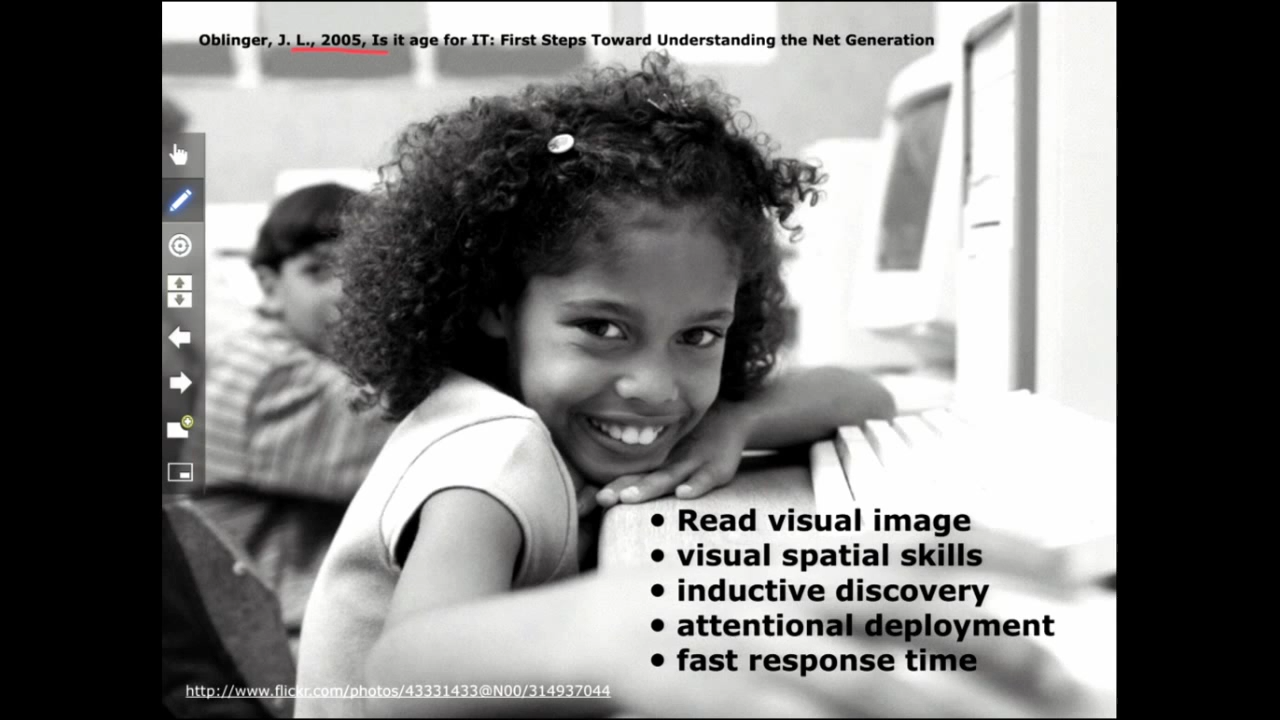 Oblinger, J. L., 2005, Is it age for IT: First Steps Toward Understanding the Net Generation
• Read visual image
• visual spatial skills
• inductive discovery
• attentional deployment
• fast response time
http://www.flickr.com/photos/43331433@N00/314937044